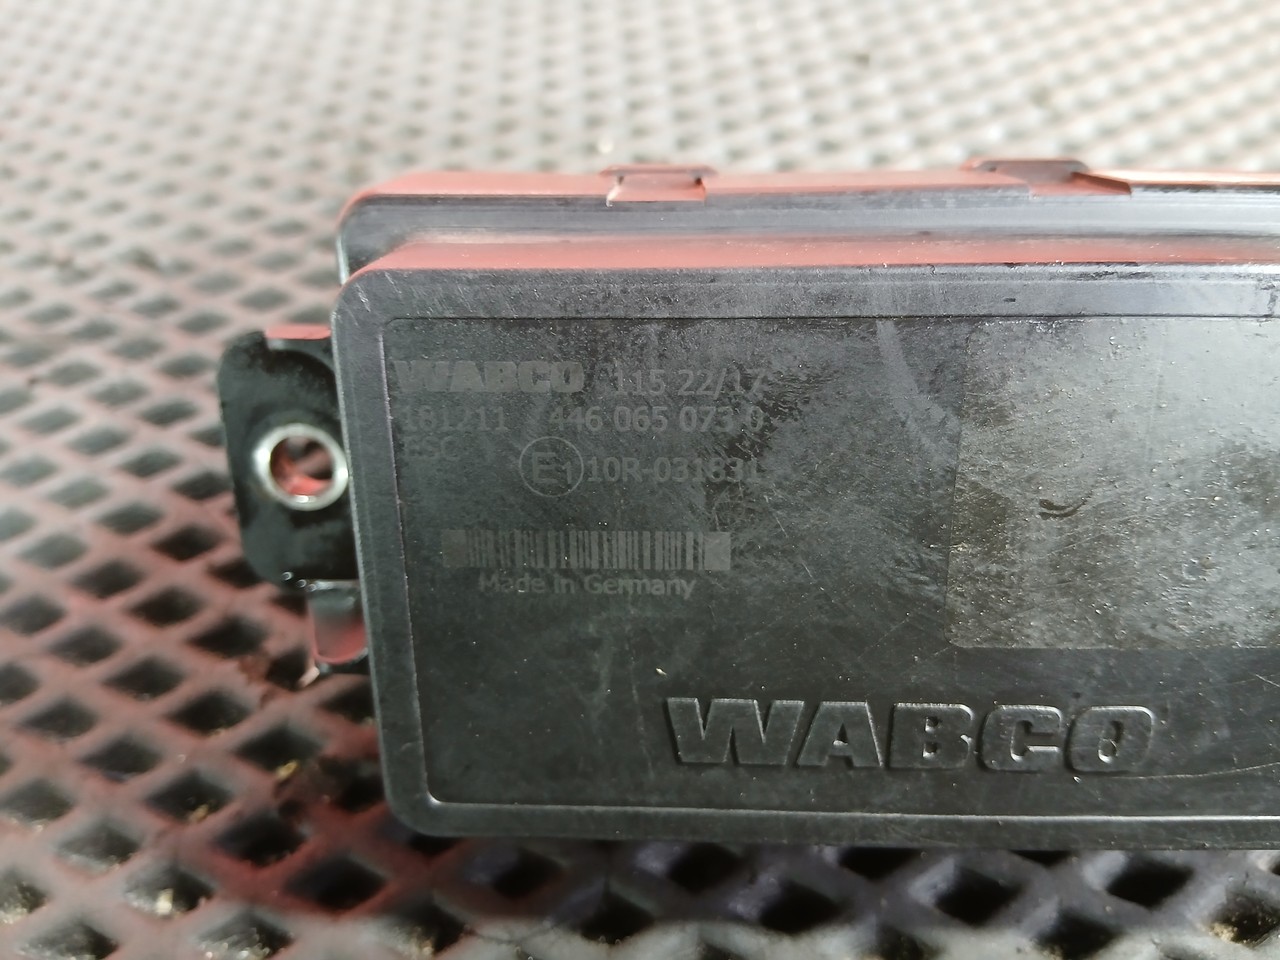 WABCO 115 22/17
181211 446 065 073 0
ESC E1 10R-031831
Made in Germany
WABCO